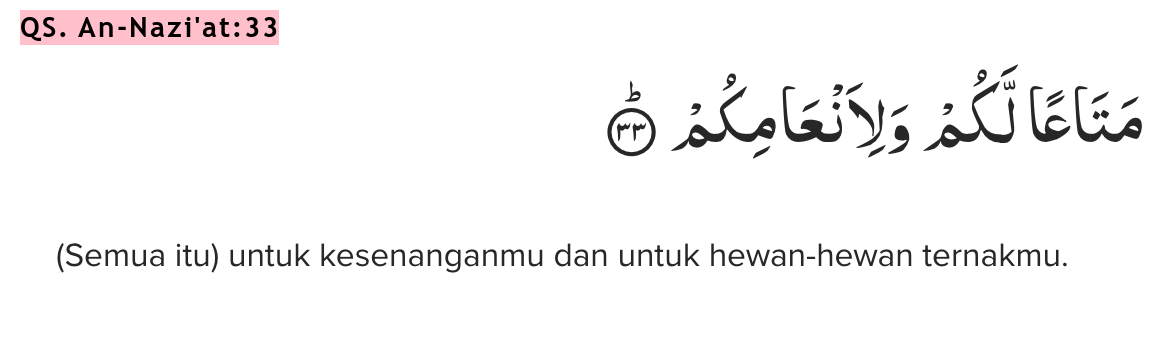 QS. An-Nazi'at:33
مَتَاعًا لَّكُمْ وَلِاَنْعَامِكُمْۗ ٣٣
(Semua itu) untuk kesenanganmu dan untuk hewan-hewan ternakmu.